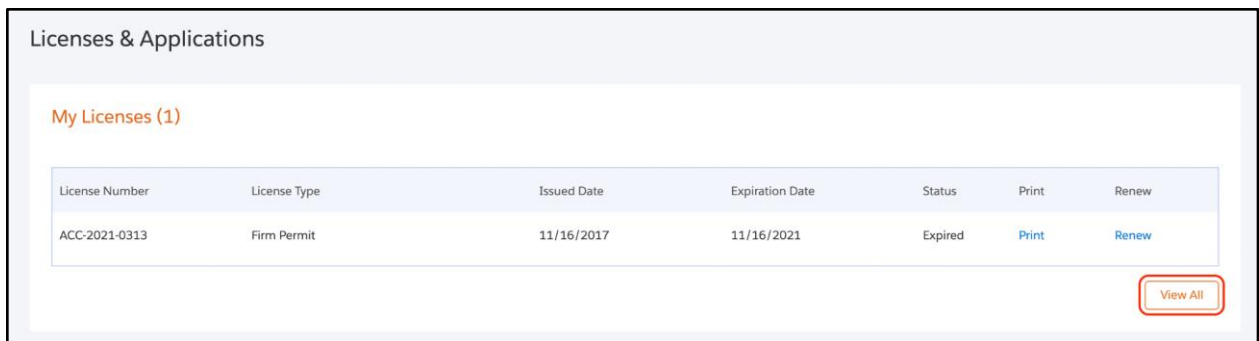 Licenses & Applications
My Licenses (1)
License Number License Type Issued Date Expiration Date Status Print Renew
ACC-2021-0313 Firm Permit 11/16/2017 11/16/2021 Expired Print Renew
View All